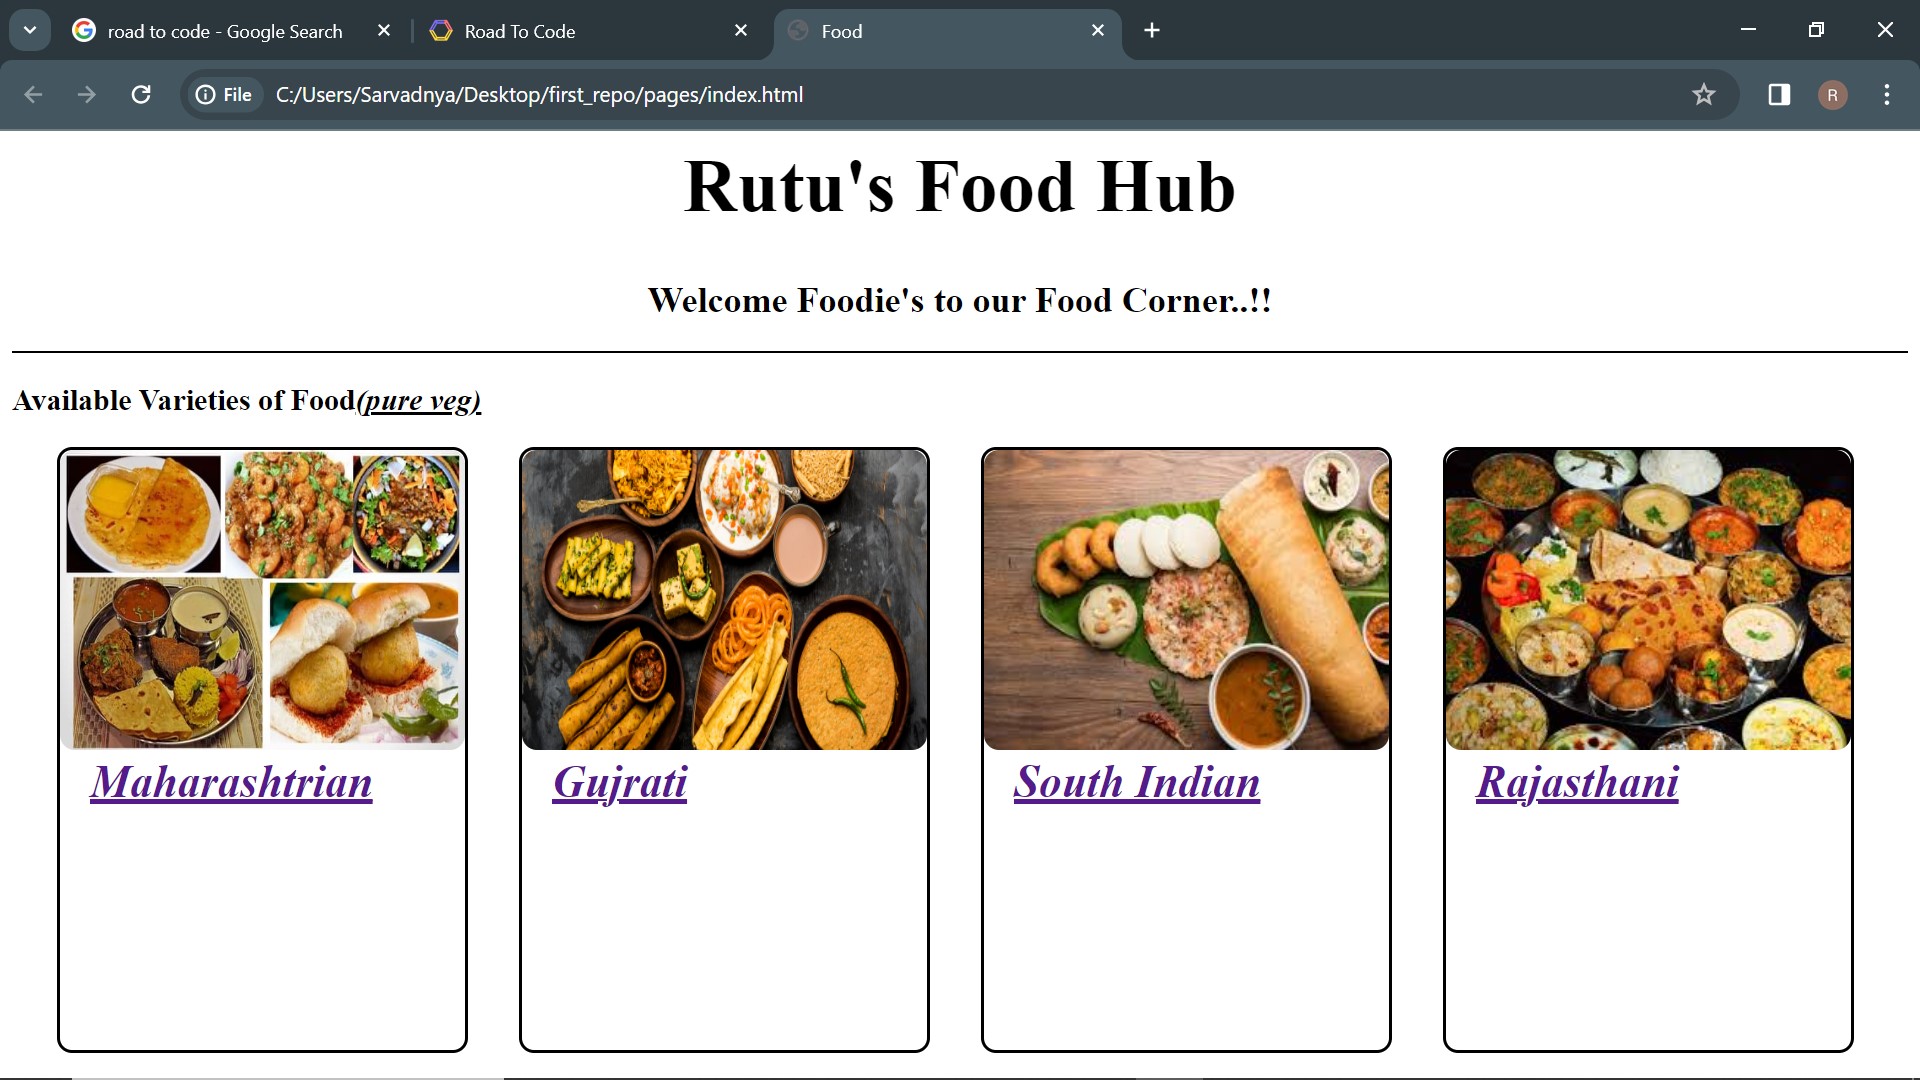 road to code - Google Search
Road To Code
Food
File
C:/Users/Sarvadnya/Desktop/first_repo/pages/index.html
R
Rutu's Food Hub
Welcome Foodie's to our Food Corner..!!
Available Varieties of Food(pure veg)
Maharashtrian
Gujrati
South Indian
Rajasthani